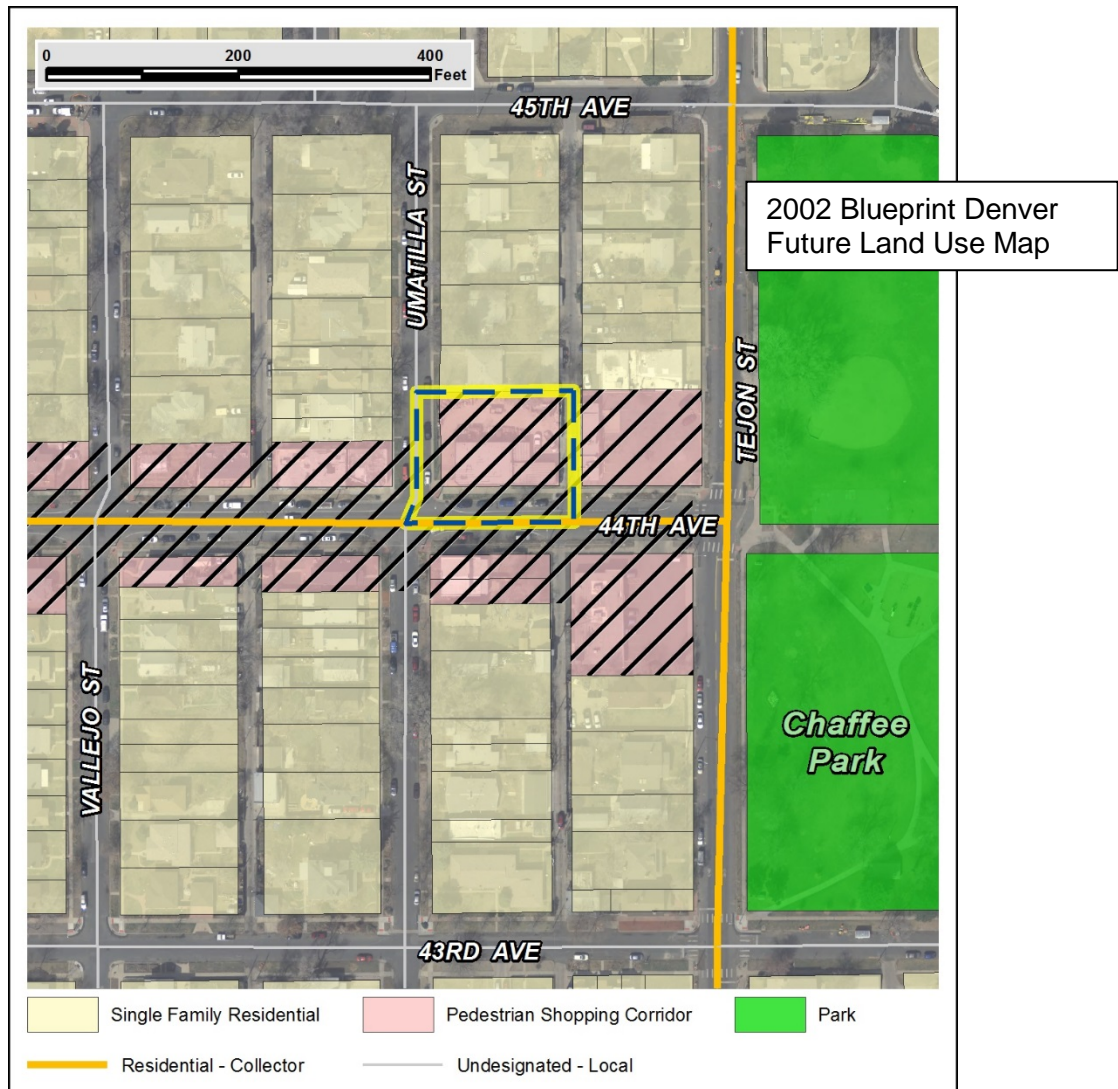 0 200 400
Feet
45TH AVE
UMATILLA ST
2002 Blueprint Denver
Future Land Use Map
TEJON ST
44TH AVE
VALLEJO ST
Chaffee
Park
43RD AVE
Single Family Residential
Pedestrian Shopping Corridor
Park
Residential - Collector
Undesignated - Local